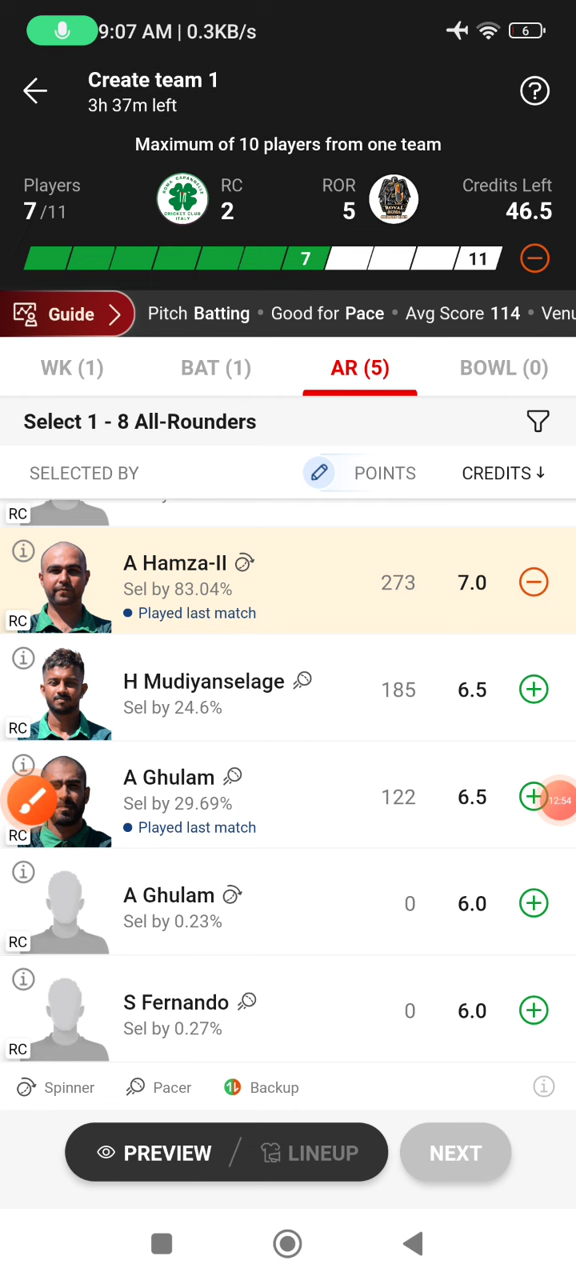 9:07 AM | 0.3KB/s
6
Create team 1
3h 37m left
Maximum of 10 players from one team
Players
7/11
RC
2
ROR
5
Credits Left
46.5
7
11
Guide
Pitch Batting • Good for Pace • Avg Score 114 • Venu
WK (1)
BAT (1)
AR (5)
BOWL (0)
Select 1 - 8 All-Rounders
SELECTED BY
POINTS
CREDITS ↓
RC
A Hamza-II
Sel by 83.04%
Played last match
273
7.0
RC
H Mudiyanselage
Sel by 24.6%
185
6.5
RC
A Ghulam
Sel by 29.69%
Played last match
122
6.5
12:54
RC
A Ghulam
Sel by 0.23%
0
6.0
RC
S Fernando
Sel by 0.27%
0
6.0
RC
Spinner
Pacer
Backup
PREVIEW / LINEUP
NEXT